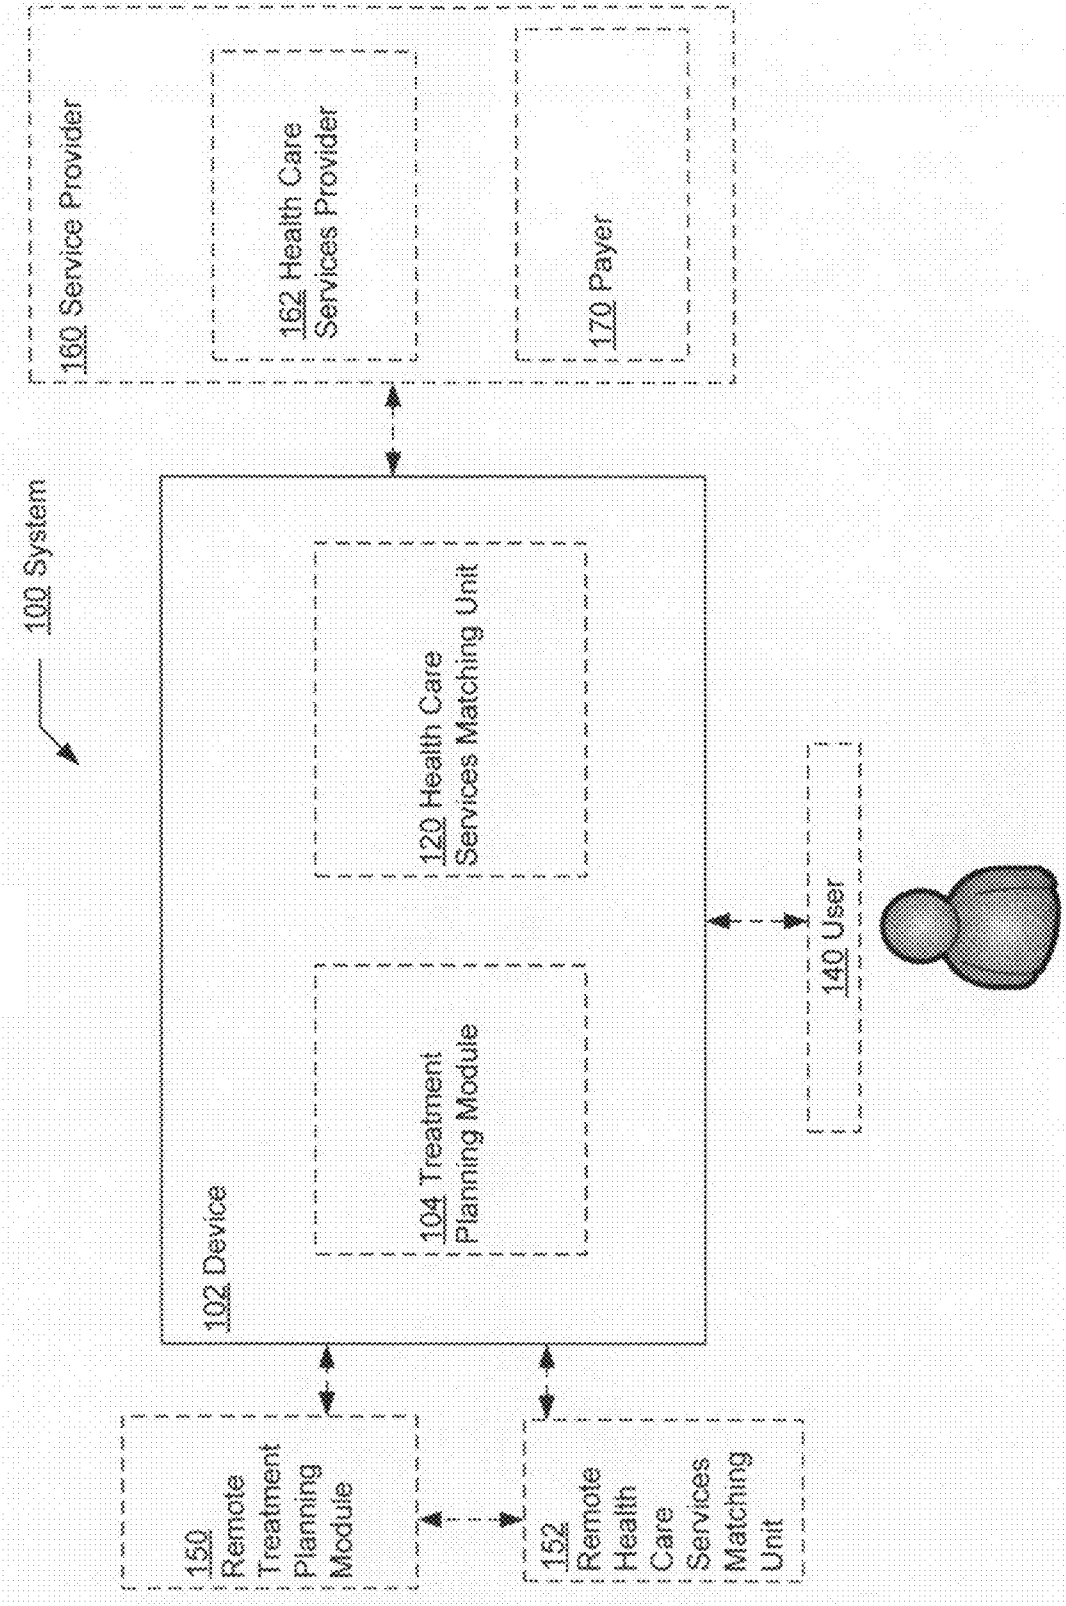 100 System
102 Device
104 Treatment
Planning Module
120 Health Care
Services Matching Unit
150
Remote
Treatment
Planning
Module
152
Remote
Health
Care
Services
Matching
Unit
160 Service Provider
162 Health Care
Services Provider
170 Payer
140 User